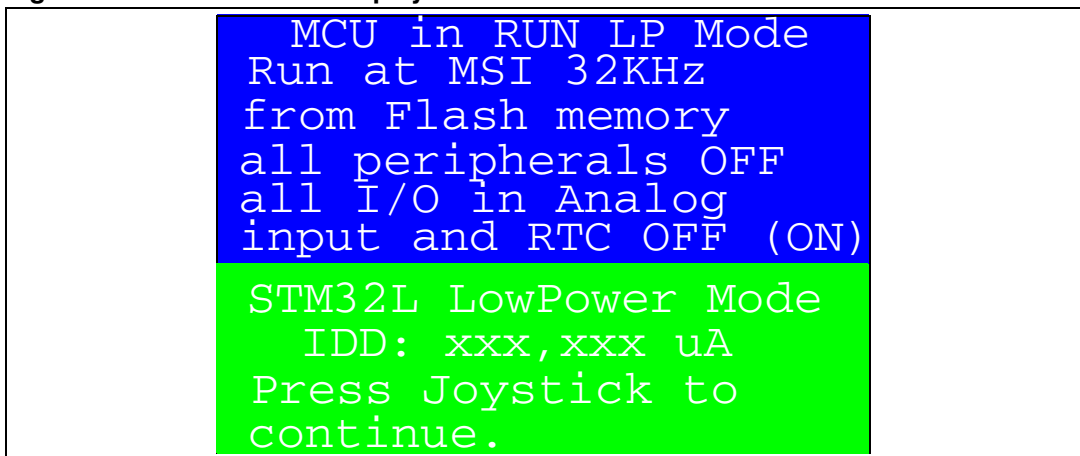 MCU in RUN LP Mode
Run at MSI 32KHz
from Flash memory
all peripherals OFF
all I/O in Analog
input and RTC OFF (ON)
STM32L LowPower Mode
IDD: xxx,xxx uA
Press Joystick to
continue.